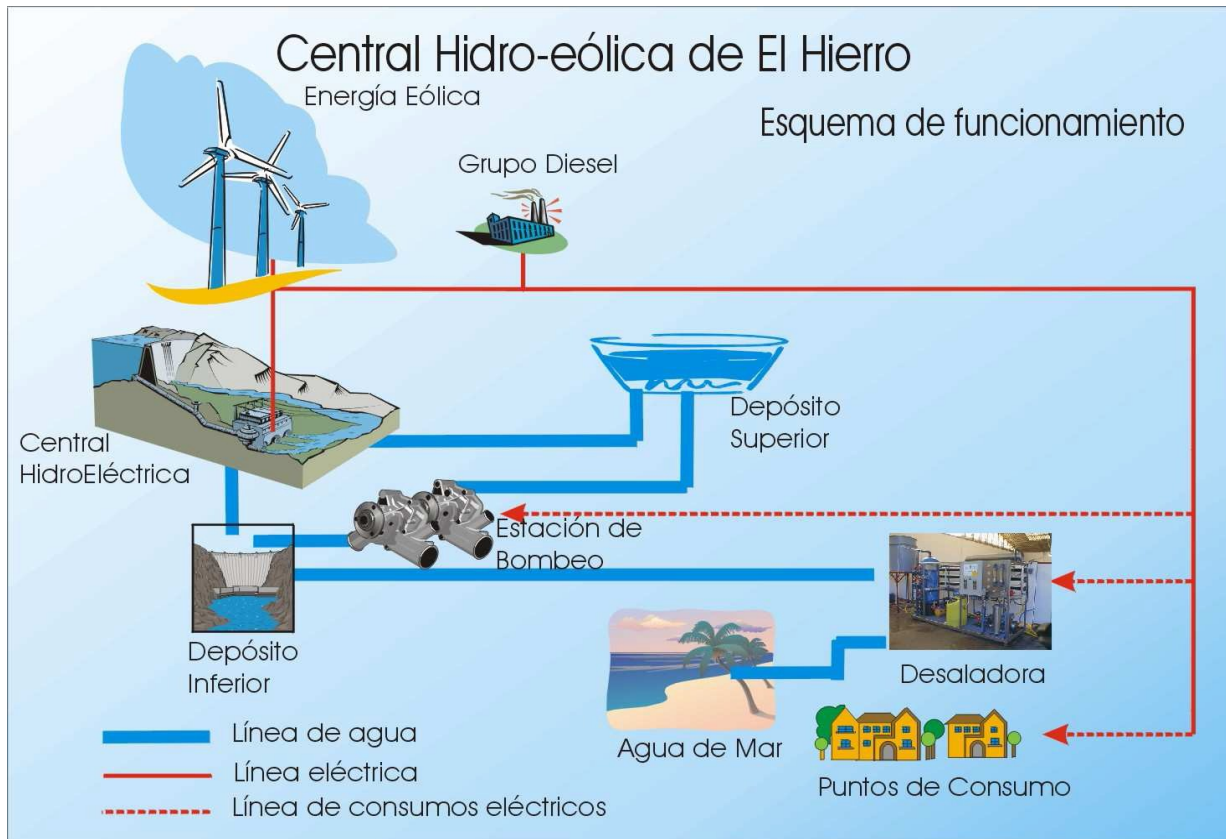 Central Hidro-eólica de El Hierro
Energía Eólica
Esquema de funcionamiento
Grupo Diesel
Depósito
Superior
Central
HidroEléctrica
Estación de
Bombeo
Depósito
Inferior
Desaladora
Agua de Mar
Puntos de Consumo
Línea de agua
Línea eléctrica
Línea de consumos eléctricos